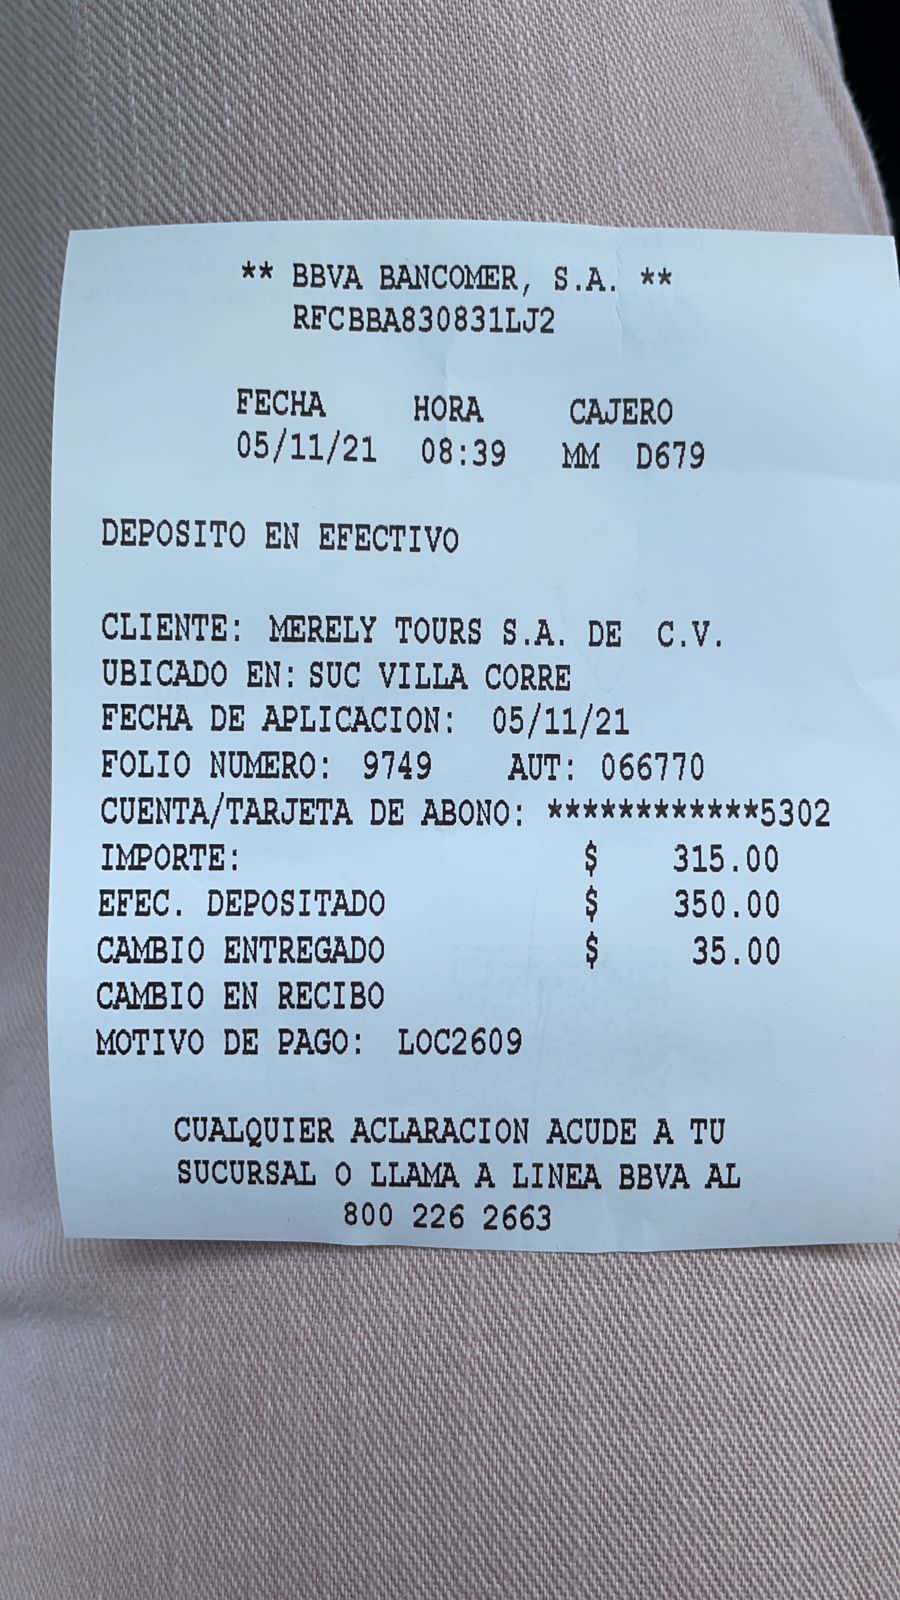 ** BBVA BANCOMER, S.A. **
RFCBBA830831LJ2
FECHA HORA CAJERO
05/11/21 08:39 MM D679
DEPOSITO EN EFECTIVO
CLIENTE: MERELY TOURS S.A. DE C.V.
UBICADO EN: SUC VILLA CORRE
FECHA DE APLICACION: 05/11/21
FOLIO NUMERO: 9749 AUT: 066770
CUENTA/TARJETA DE ABONO: ************5302
IMPORTE: $ 315.00
EFEC. DEPOSITADO $ 350.00
CAMBIO ENTREGADO $ 35.00
CAMBIO EN RECIBO
MOTIVO DE PAGO: LOC2609
CUALQUIER ACLARACION ACUDE A TU
SUCURSAL O LLAMA A LINEA BBVA AL
800 226 2663